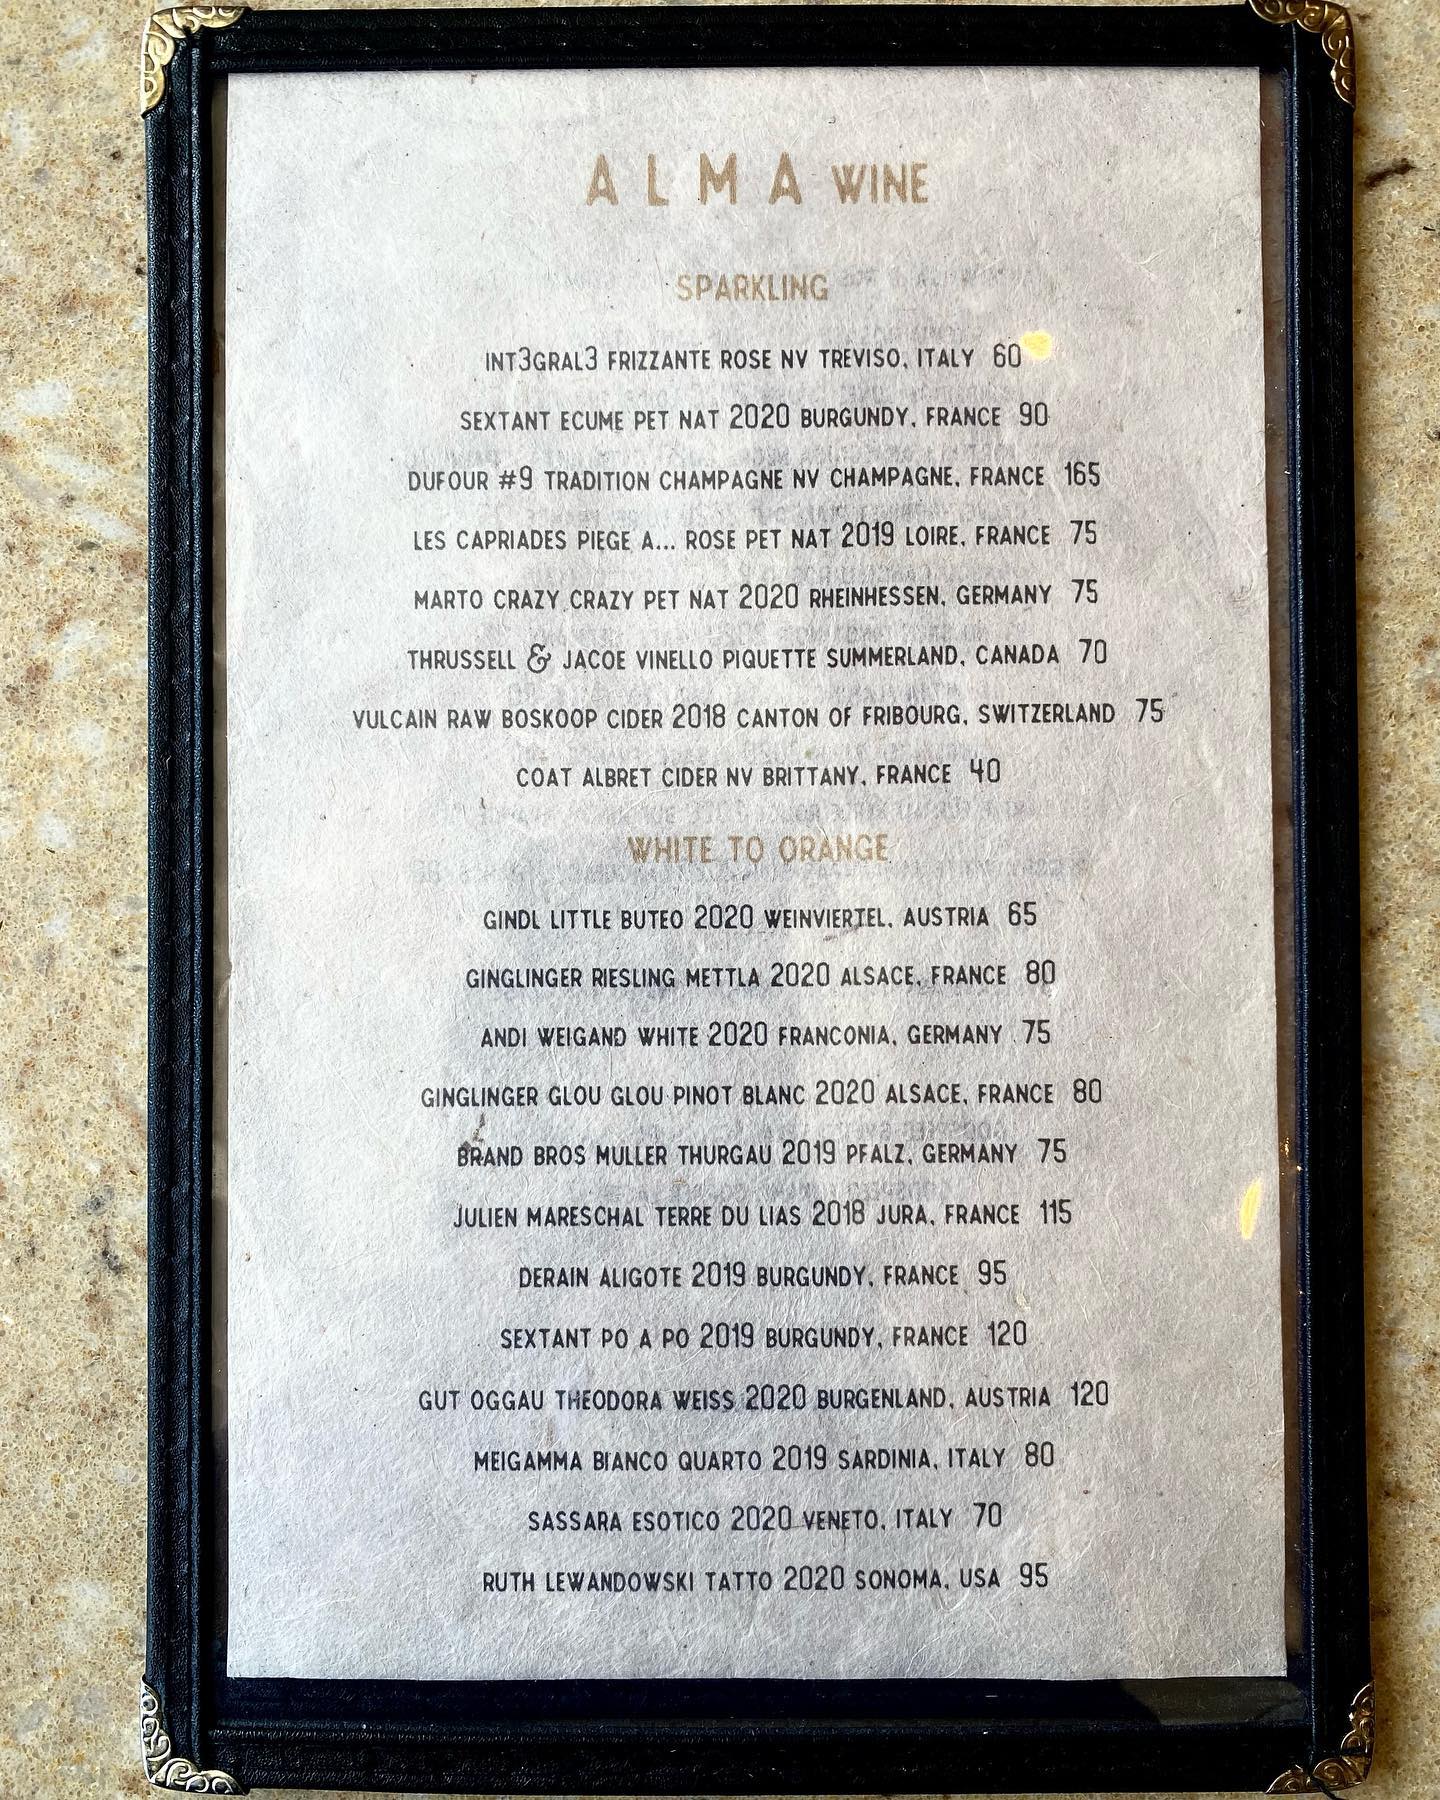 ALMA WINE
SPARKLING
INT3GRAL3 FRIZZANTE ROSE NV TREVISO, ITALY 60
SEXTANT ECUME PET NAT 2020 BURGUNDY, FRANCE 90
DUFOUR #9 TRADITION CHAMPAGNE NV CHAMPAGNE, FRANCE 165
LES CAPRIADES PIEGE A... ROSE PET NAT 2019 LOIRE, FRANCE 75
MARTO CRAZY CRAZY PET NAT 2020 RHEINHESSEN, GERMANY 75
THRUSSELL & JACOE VINELLO PIQUETTE SUMMERLAND, CANADA 70
VULCAIN RAW BOSKOOP CIDER 2018 CANTON OF FRIBOURG, SWITZERLAND 75
COAT ALBRET CIDER NV BRITTANY, FRANCE 40
WHITE TO ORANGE
GINDL LITTLE BUTEO 2020 WEINVIERTEL, AUSTRIA 65
GINGLINGER RIESLING METTLA 2020 ALSACE, FRANCE 80
ANDI WEIGAND WHITE 2020 FRANCONIA, GERMANY 75
GINGLINGER GLOU GLOU PINOT BLANC 2020 ALSACE, FRANCE 80
BRAND BROS MULLER THURGAU 2019 PFALZ, GERMANY 75
JULIEN MARESCHAL TERRE DU LIAS 2018 JURA, FRANCE 115
DERAIN ALIGOTE 2019 BURGUNDY, FRANCE 95
SEXTANT PO A PO 2019 BURGUNDY, FRANCE 120
GUT OGGAU THEODORA WEISS 2020 BURGENLAND, AUSTRIA 120
MEIGAMMA BIANCO QUARTO 2019 SARDINIA, ITALY 80
SASSARA ESOTICO 2020 VENETO, ITALY 70
RUTH LEWANDOWSKI TATTO 2020 SONOMA, USA 95